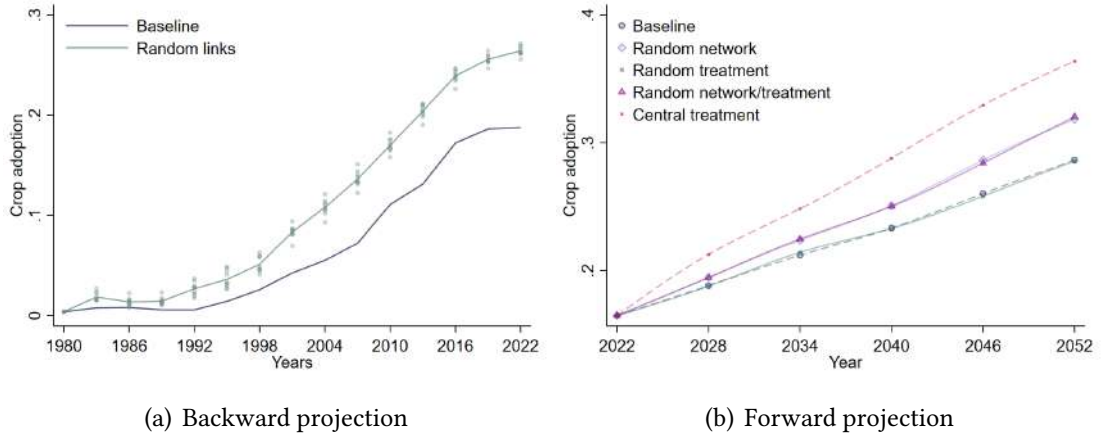 .3
.2
.1
0
Crop adoption
Baseline
Random links
1980 1986 1992 1998 2004 2010 2016 2022
Years
(a) Backward projection
.4
.3
.2
Crop adoption
Baseline
Random network
Random treatment
Random network/treatment
Central treatment
2022 2028 2034 2040 2046 2052
Year
(b) Forward projection